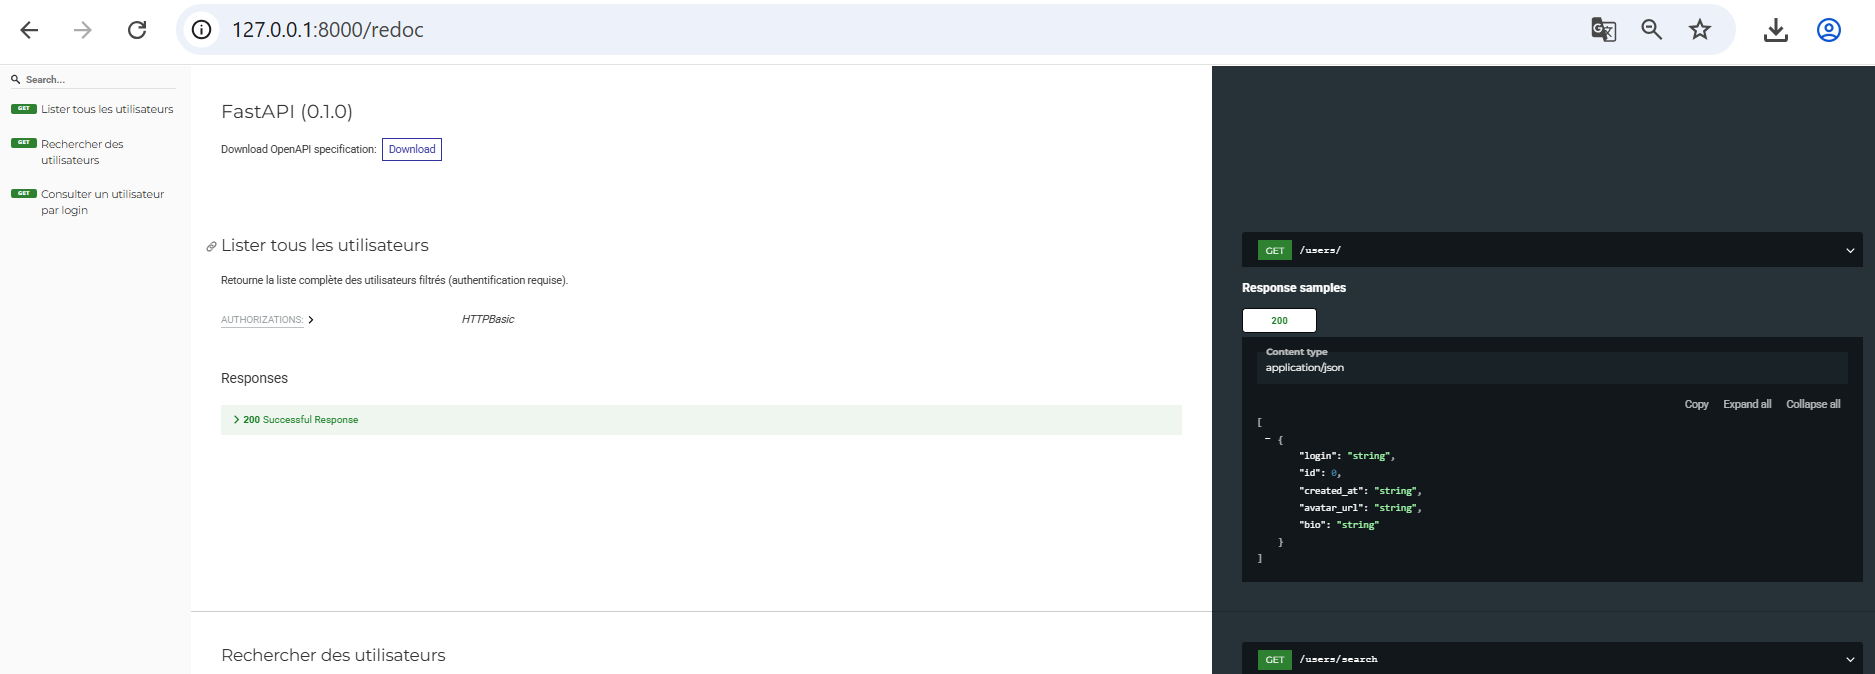 127.0.0.1:8000/redoc
Search...
GET Lister tous les utilisateurs
GET Rechercher des
utilisateurs
GET Consulter un utilisateur
par login
FastAPI (0.1.0)
Download OpenAPI specification: Download
Lister tous les utilisateurs
Retourne la liste complète des utilisateurs filtrés (authentification requise).
AUTHORIZATIONS: HTTPBasic
Responses
200 Successful Response
Rechercher des utilisateurs
GET /users/
Response samples
200
Content type
application/json
Copy Expand all Collapse all
[
- {
"login": "string",
"id": 0,
"created_at": "string",
"avatar_url": "string",
"bio": "string"
}
]
GET /users/search